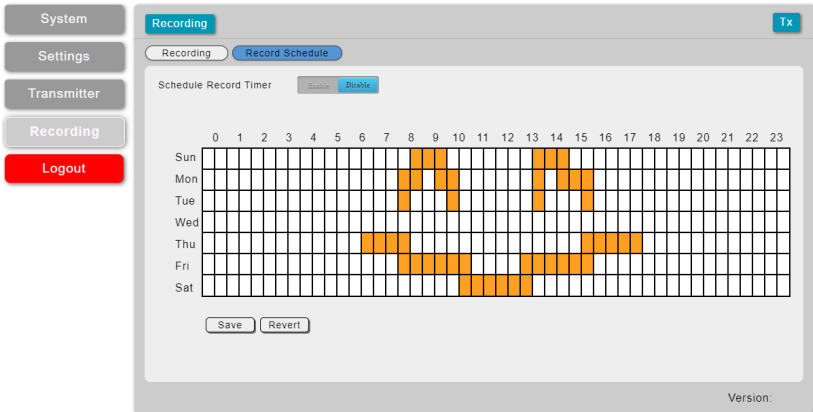 System
Settings
Transmitter
Recording
Logout
Recording Tx
Recording Record Schedule
Schedule Record Timer Enable Disable
0 1 2 3 4 5 6 7 8 9 10 11 12 13 14 15 16 17 18 19 20 21 22 23
Sun
Mon
Tue
Wed
Thu
Fri
Sat
Save Revert
Version: